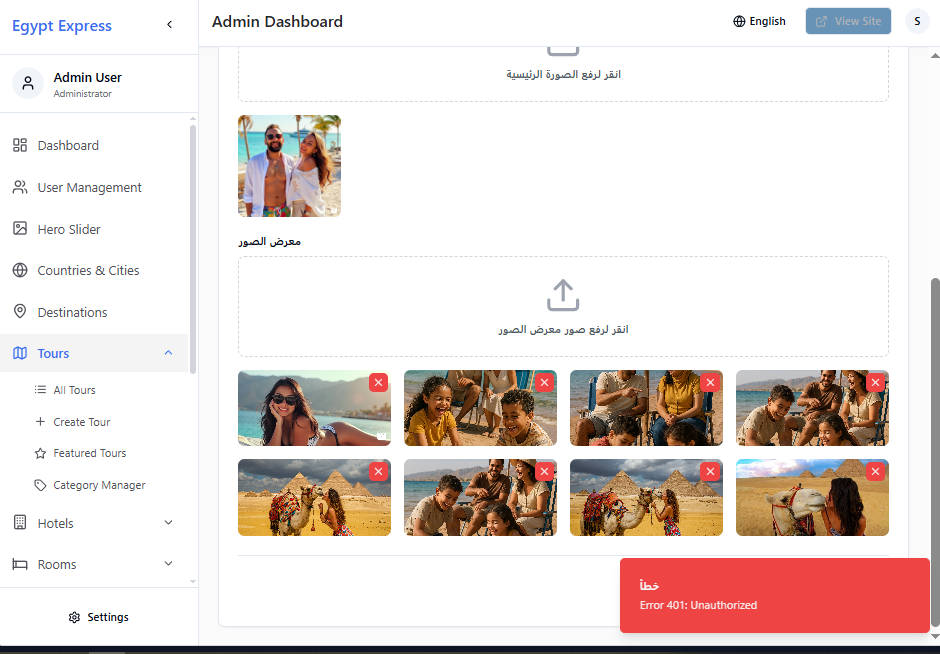 Egypt Express
Admin Dashboard
English
View Site
S
Admin User
Administrator
Dashboard
User Management
Hero Slider
Countries & Cities
Destinations
Tours
All Tours
Create Tour
Featured Tours
Category Manager
Hotels
Rooms
Settings
انقر لرفع الصورة الرئيسية
معرض الصور
انقر لرفع صور معرض الصور
خطأ
Error 401: Unauthorized